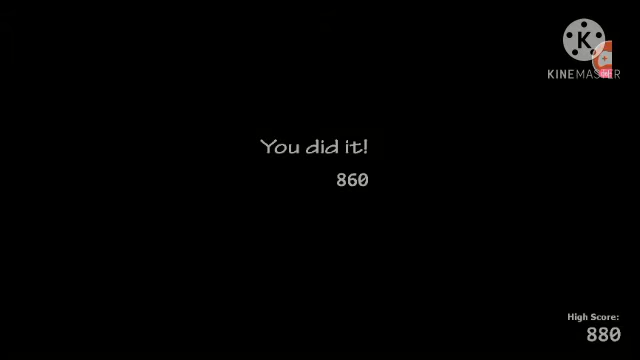 K
KINEMASTER
You did it!
860
High Score:
880